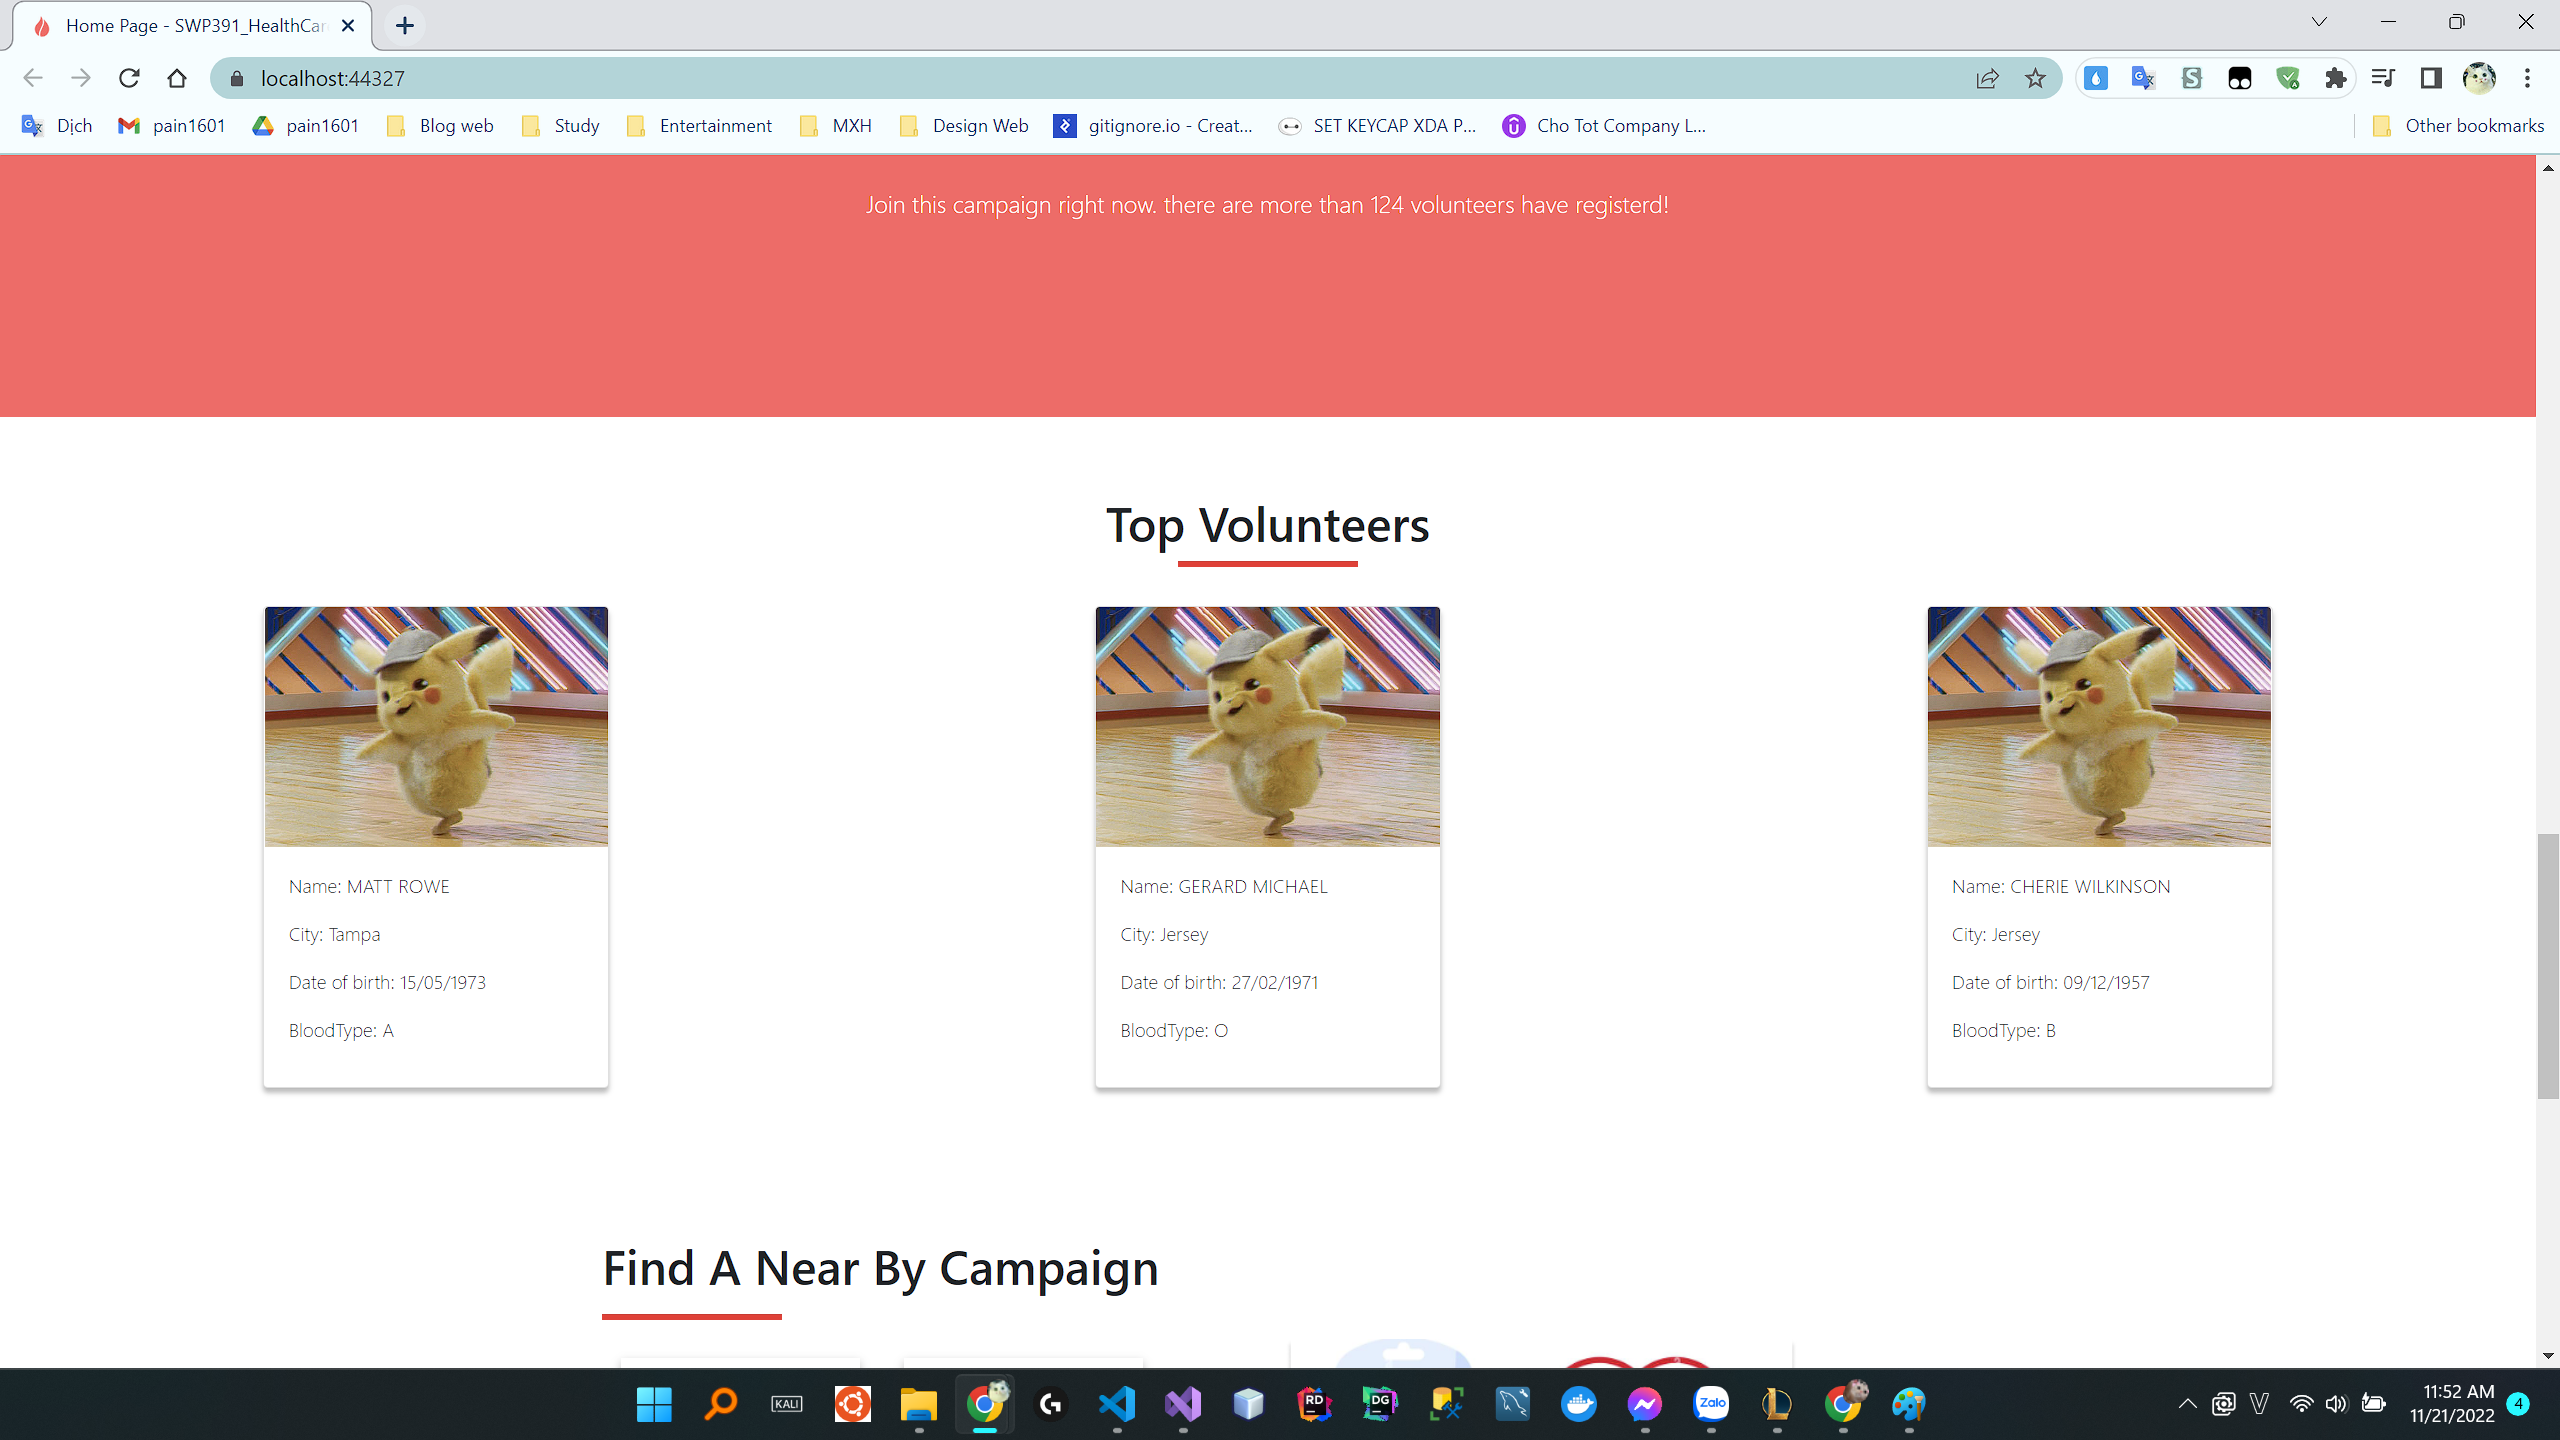 Home Page - SWP391_HealthCar
localhost:44327
Dịch
pain1601
pain1601
Blog web
Study
Entertainment
MXH
Design Web
gitignore.io - Creat...
SET KEYCAP XDA P...
Cho Tot Company L...
Other bookmarks
Join this campaign right now. there are more than 124 volunteers have registerd!
Top Volunteers
Name: MATT ROWE
City: Tampa
Date of birth: 15/05/1973
BloodType: A
Name: GERARD MICHAEL
City: Jersey
Date of birth: 27/02/1971
BloodType: O
Name: CHERIE WILKINSON
City: Jersey
Date of birth: 09/12/1957
BloodType: B
Find A Near By Campaign
KALI
RD
DG
Zalo
11:52 AM
11/21/2022
4